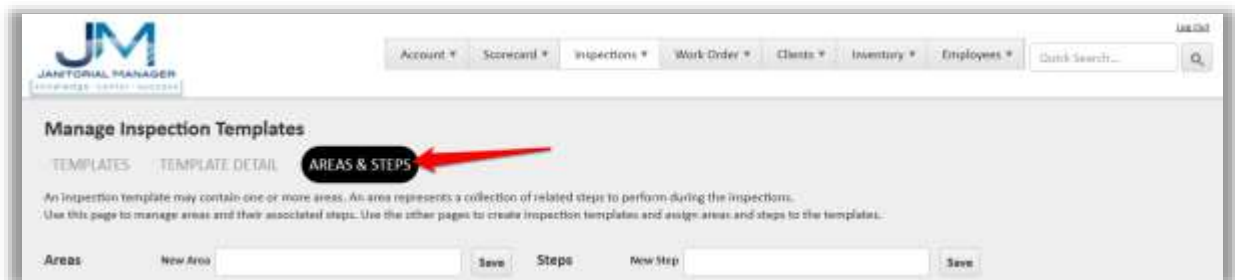 Log Out
JM
JANITORIAL MANAGER
knowledge · center · success
Account Scorecard Inspections Work Order Clients Inventory Employees Quick Search...
Manage Inspection Templates
TEMPLATES TEMPLATE DETAIL AREAS & STEPS
An inspection template may contain one or more areas. An area represents a collection of related steps to perform during the inspections.
Use this page to manage areas and their associated steps. Use the other pages to create inspection templates and assign areas and steps to the templates.
Areas New Area Save Steps New Step Save